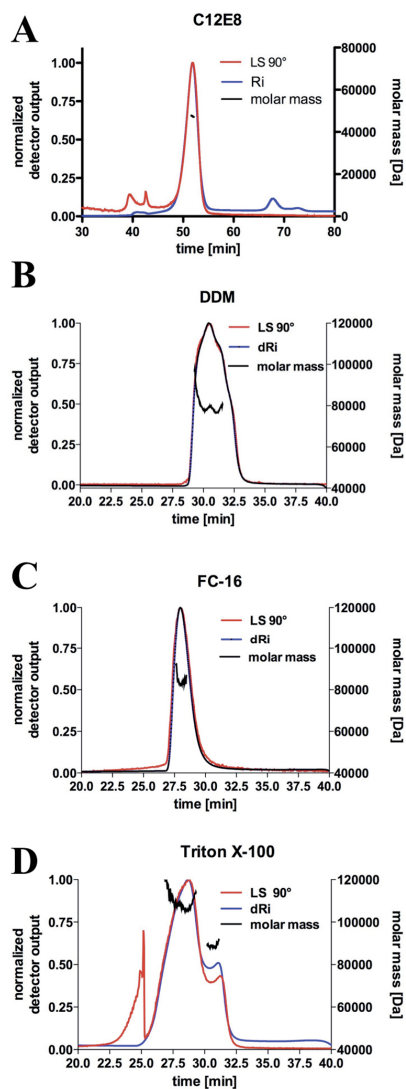 A
C12E8
LS 90°
Ri
molar mass
normalized
detector output
molar mass [Da]
1.00
0.75
0.50
0.25
0.00
80000
60000
40000
20000
0
30 40 50 60 70 80
time [min]
B
DDM
LS 90°
dRi
molar mass
normalized
detector output
molar mass [Da]
1.00
0.75
0.50
0.25
0.00
120000
100000
80000
60000
40000
20.0 22.5 25.0 27.5 30.0 32.5 35.0 37.5 40.0
time [min]
C
FC-16
LS 90°
dRi
molar mass
normalized
detector output
molar mass [Da]
1.00
0.75
0.50
0.25
0.00
120000
100000
80000
60000
40000
20.0 22.5 25.0 27.5 30.0 32.5 35.0 37.5 40.0
time [min]
D
Triton X-100
LS 90°
dRi
molar mass
normalized
detector output
molar mass [Da]
1.00
0.75
0.50
0.25
0.00
120000
100000
80000
60000
40000
20.0 22.5 25.0 27.5 30.0 32.5 35.0 37.5 40.0
time [min]